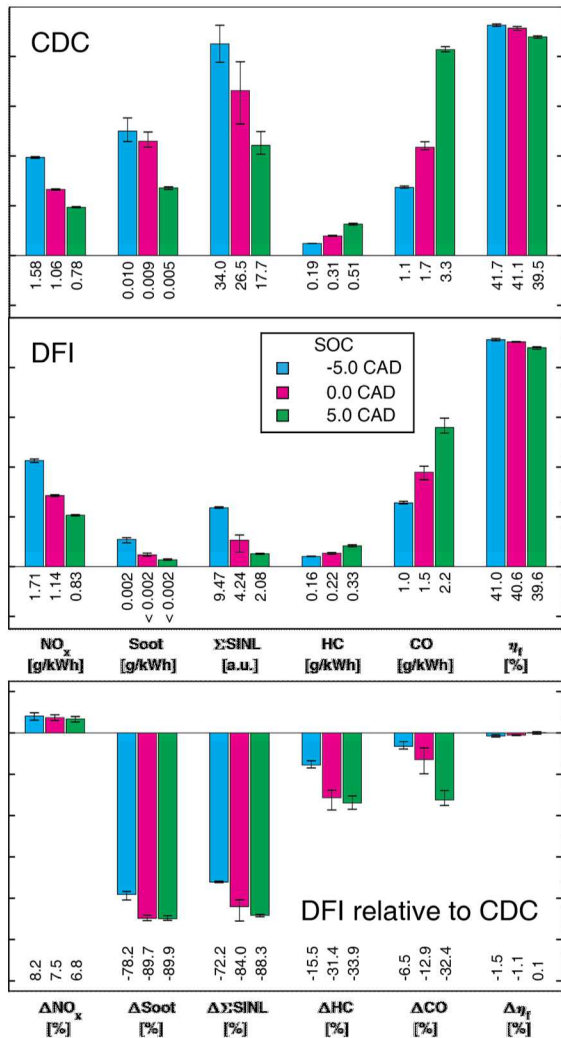 CDC
1.58 1.06 0.78 0.010 0.009 0.005 34.0 26.5 17.7 0.19 0.31 0.51 1.1 1.7 3.3 41.7 41.1 39.5
DFI
SOC
-5.0 CAD
0.0 CAD
5.0 CAD
1.71 1.14 0.83 0.002 < 0.002 < 0.002 9.47 4.24 2.08 0.16 0.22 0.33 1.0 1.5 2.2 41.0 40.6 39.6
NOx Soot ΣSINL HC CO ηf
[g/kWh] [g/kWh] [a.u.] [g/kWh] [g/kWh] [%]
DFI relative to CDC
8.2 7.5 6.8 -78.2 -89.7 -89.9 -72.2 -84.0 -88.3 -15.5 -31.4 -33.9 -6.5 -12.9 -32.4 -1.5 -1.1 0.1
ΔNOx ΔSoot ΔΣSINL ΔHC ΔCO Δηf
[%] [%] [%] [%] [%] [%]